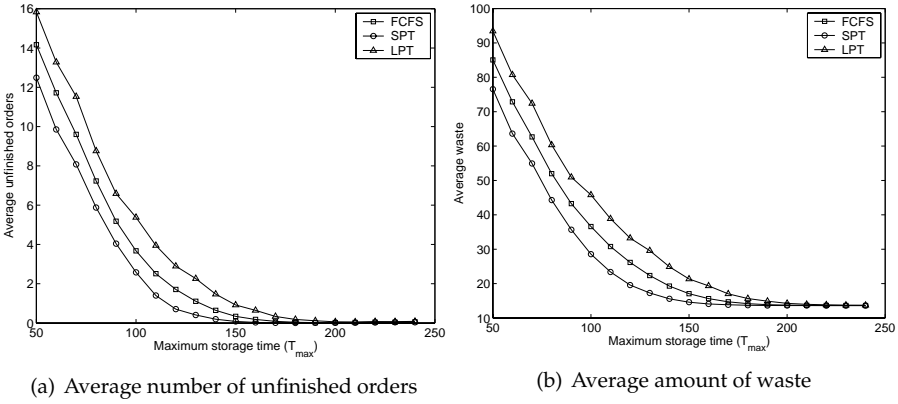 16
14
12
10
8
6
4
2
0
50
100
150
200
250
Average unfinished orders
Maximum storage time (T_max)
FCFS
SPT
LPT
(a) Average number of unfinished orders
100
90
80
70
60
50
40
30
20
10
50
100
150
200
250
Average waste
Maximum storage time (T_max)
FCFS
SPT
LPT
(b) Average amount of waste